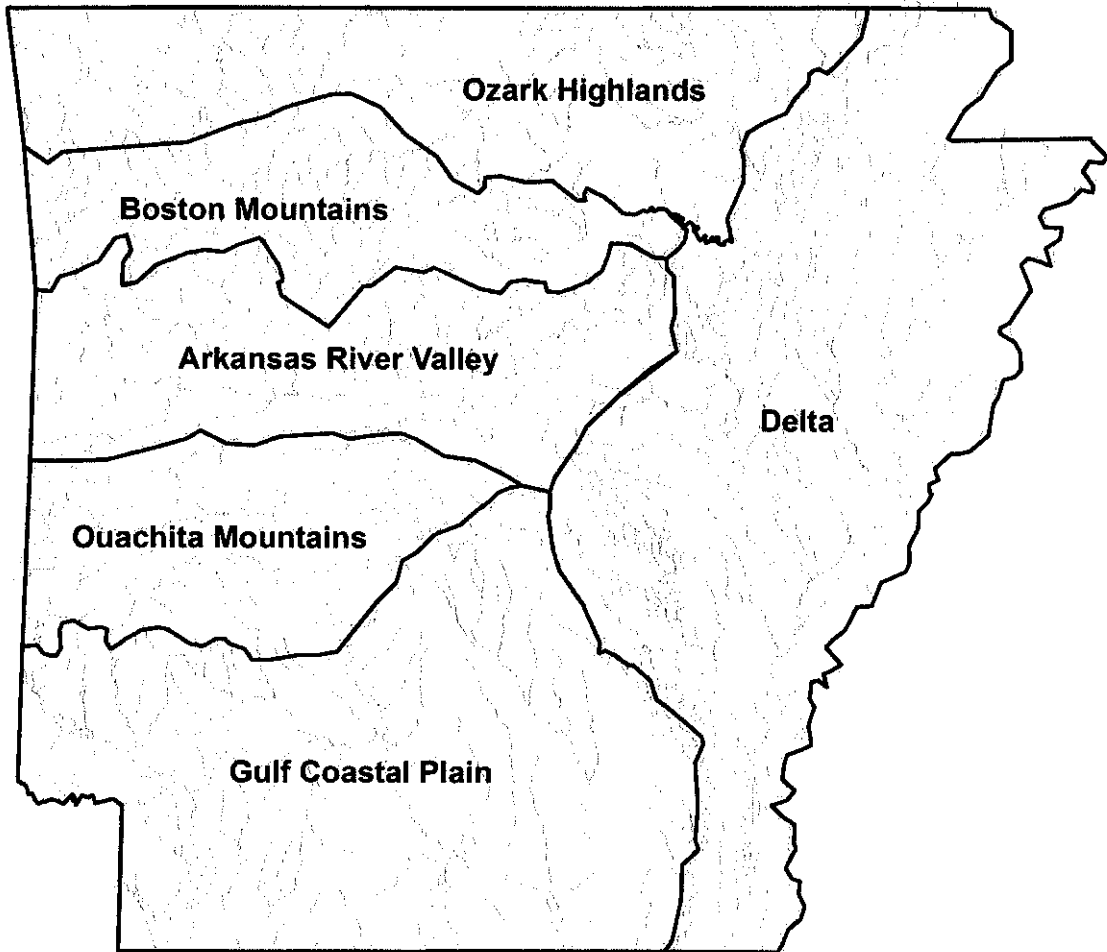 Ozark Highlands
Boston Mountains
Arkansas River Valley
Delta
Ouachita Mountains
Gulf Coastal Plain